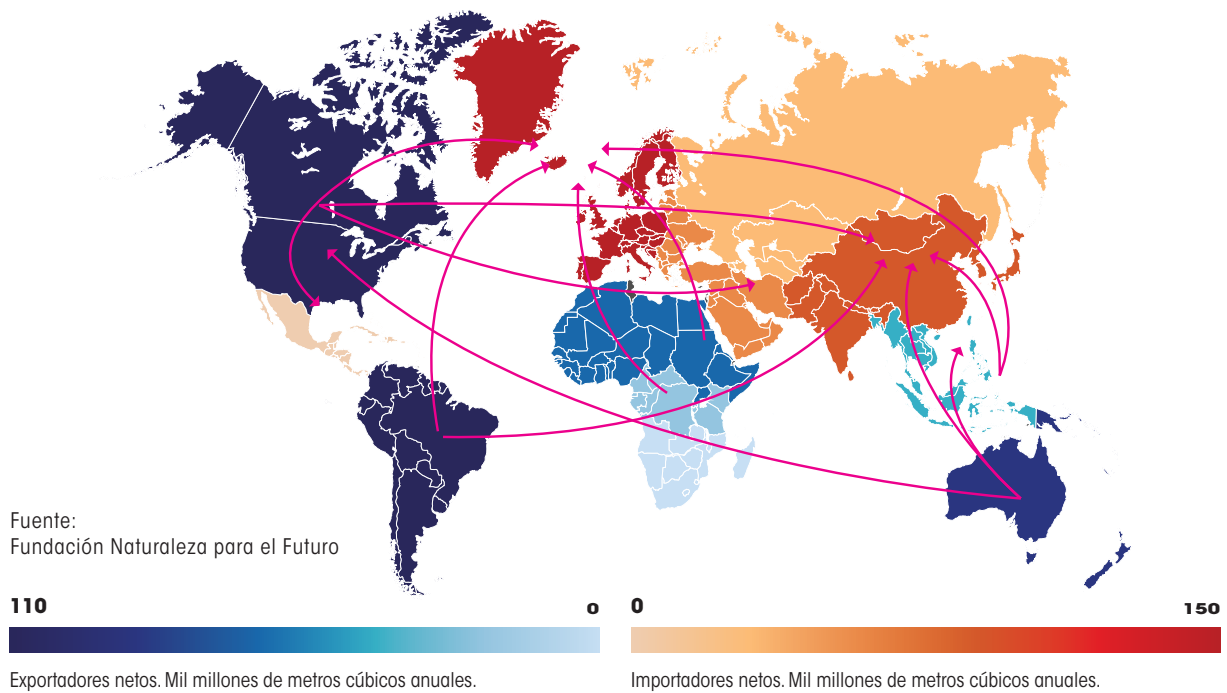 Fuente:
Fundación Naturaleza para el Futuro
110 0 0 150
Exportadores netos. Mil millones de metros cúbicos anuales. Importadores netos. Mil millones de metros cúbicos anuales.